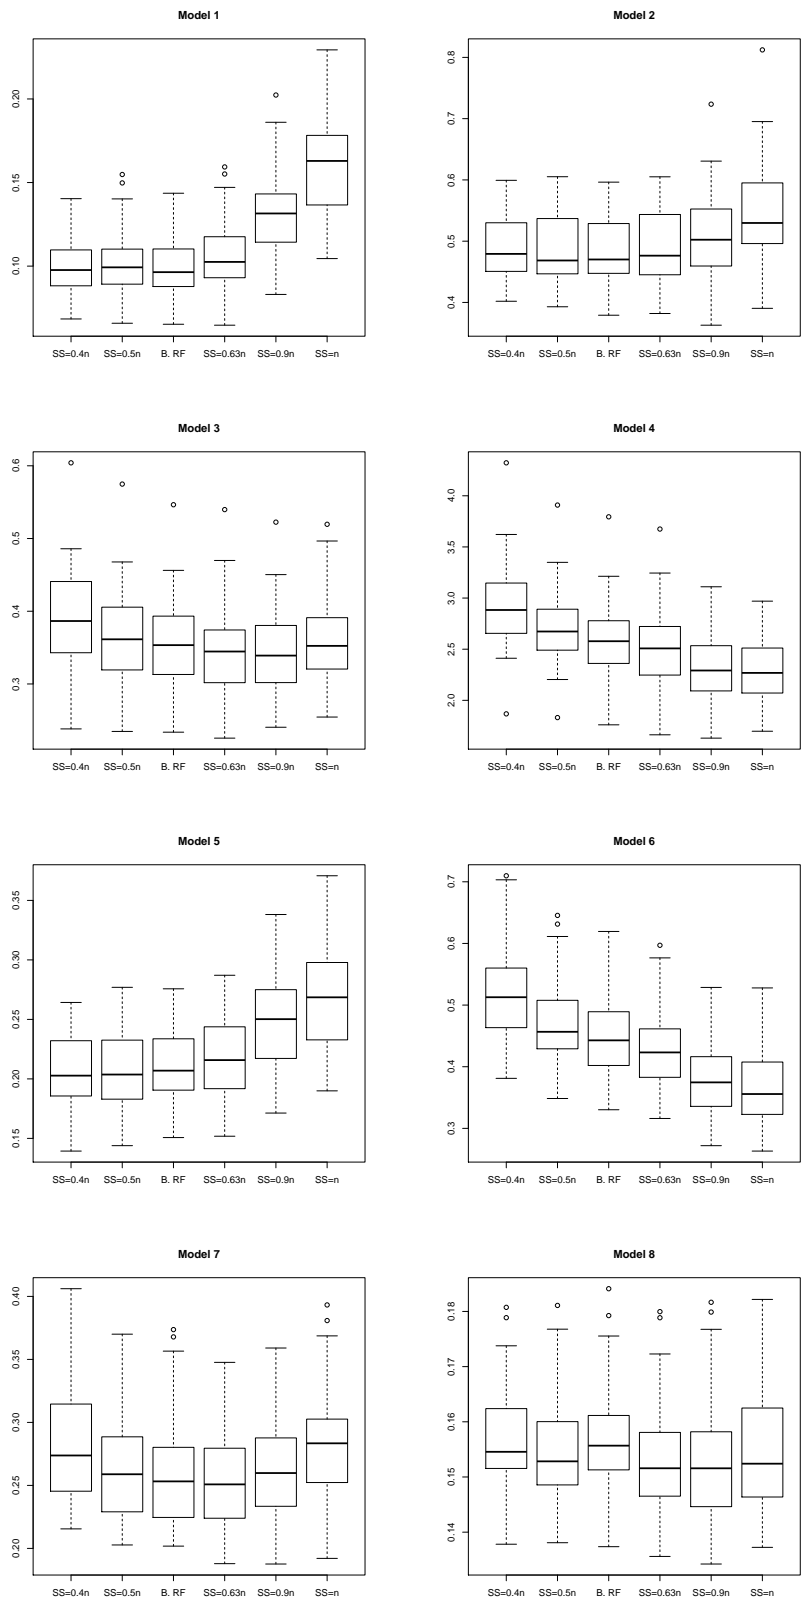 Model 1
0.20
0.15
0.10
SS=0.4n SS=0.5n B. RF SS=0.63n SS=0.9n SS=n
Model 2
0.8
0.7
0.6
0.5
0.4
SS=0.4n SS=0.5n B. RF SS=0.63n SS=0.9n SS=n
Model 3
0.6
0.5
0.4
0.3
SS=0.4n SS=0.5n B. RF SS=0.63n SS=0.9n SS=n
Model 4
4.0
3.5
3.0
2.5
2.0
SS=0.4n SS=0.5n B. RF SS=0.63n SS=0.9n SS=n
Model 5
0.35
0.30
0.25
0.20
0.15
SS=0.4n SS=0.5n B. RF SS=0.63n SS=0.9n SS=n
Model 6
0.7
0.6
0.5
0.4
0.3
SS=0.4n SS=0.5n B. RF SS=0.63n SS=0.9n SS=n
Model 7
0.40
0.35
0.30
0.25
0.20
SS=0.4n SS=0.5n B. RF SS=0.63n SS=0.9n SS=n
Model 8
0.18
0.17
0.16
0.15
0.14
SS=0.4n SS=0.5n B. RF SS=0.63n SS=0.9n SS=n